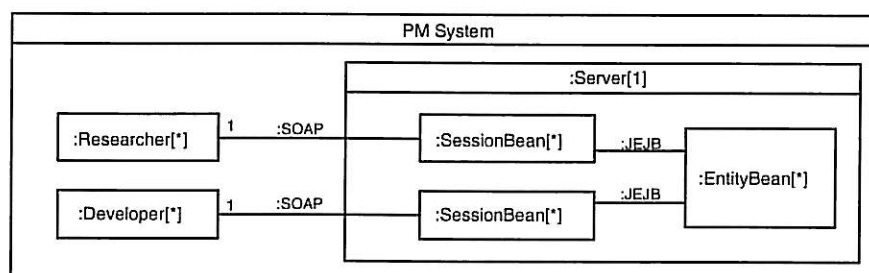 PM System
:Server[1]
:Researcher[*]
1
:SOAP
:SessionBean[*]
:JEJB
:EntityBean[*]
:Developer[*]
1
:SOAP
:SessionBean[*]
:JEJB